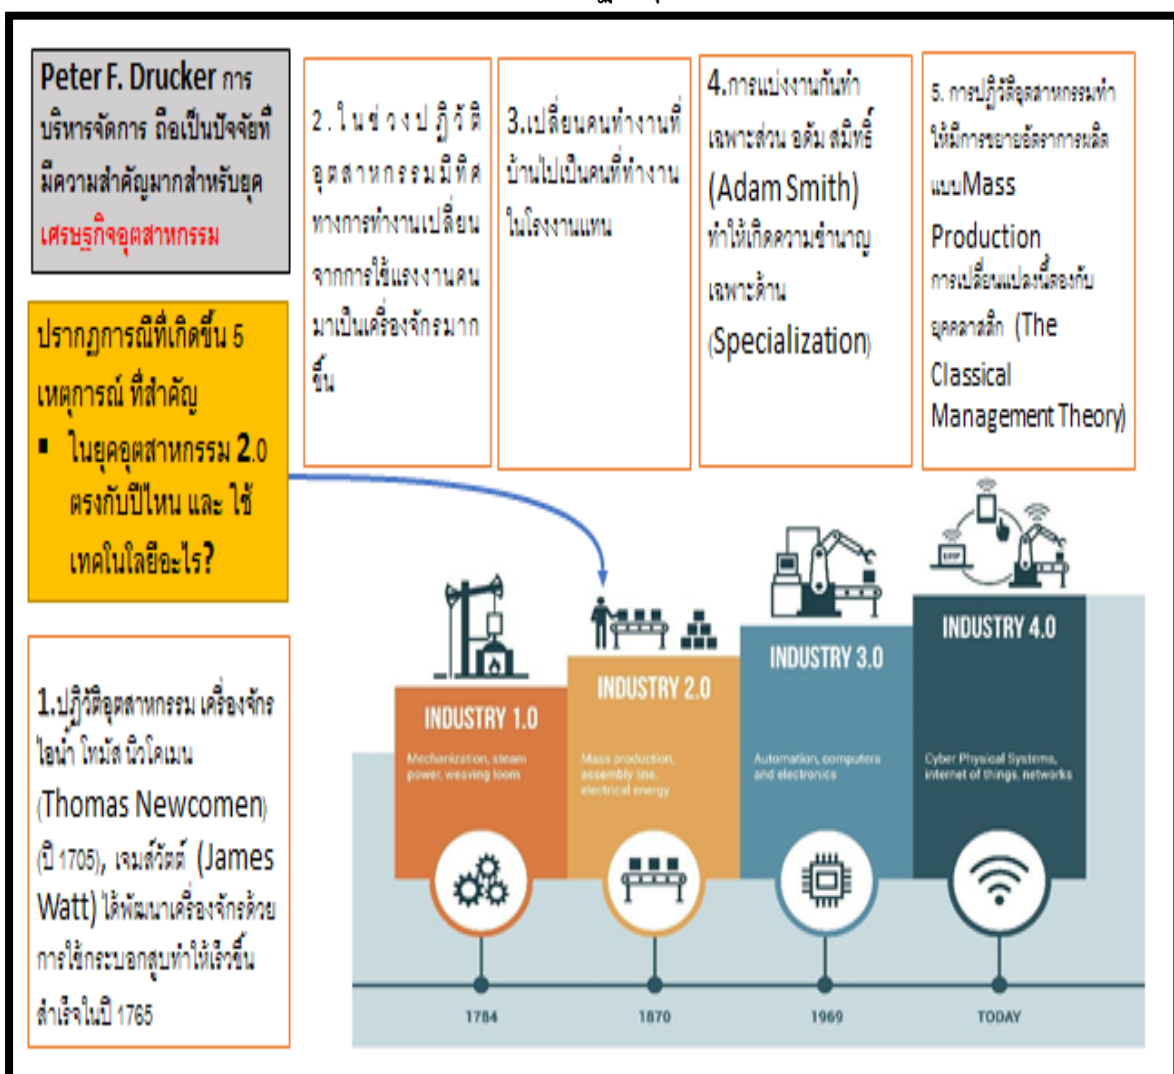 Peter F. Drucker การ
บริหารจัดการ ถือเป็นปัจจัยที่
มีความสำคัญมากสำหรับยุค
เศรษฐกิจอุตสาหกรรม
ปรากฏการณ์ที่เกิดขึ้น 5
เหตุการณ์ ที่สำคัญ
▪ ในยุคอุตสาหกรรม 2.0
ตรงกับปีไหน และ ใช้
เทคโนโลยีอะไร?
1.ปฏิวัติอุตสาหกรรม เครื่องจักร
ไอน้ำ โทมัส นิวโคเมน
(Thomas Newcomen)
(ปี 1705), เจมส์วัตต์ (James
Watt) ได้พัฒนาเครื่องจักรด้วย
การใช้กระบอกสูบทำให้เร็วขึ้น
สำเร็จในปี 1765
2.ในช่วงปฏิวัติ
อุตสาหกรรมมีทิศ
ทางการทำงานเปลี่ยน
จากการใช้แรงงานคน
มาเป็นเครื่องจักรมาก
ขึ้น
3.เปลี่ยนคนทำงานที่
บ้านไปเป็นคนที่ทำงาน
ในโรงงานแทน
4.การแบ่งงานกันทำ
เฉพาะส่วน อดัม สมิทธิ์
(Adam Smith)
ทำให้เกิดความชำนาญ
เฉพาะด้าน
(Specialization)
5. การปฏิวัติอุตสาหกรรมทำ
ให้มีการขยายอัตราการผลิต
แบบMass
Production
การเปลี่ยนแปลงนี้ตองกับ
ยุคคลาสสิก (The
Classical
Management Theory)
INDUSTRY 1.0
Mechanization, steam
power, weaving loom
INDUSTRY 2.0
Mass production,
assembly line,
electrical energy
INDUSTRY 3.0
Automation, computers
and electronics
INDUSTRY 4.0
Cyber Physical Systems,
internet of things, networks
1784
1870
1969
TODAY